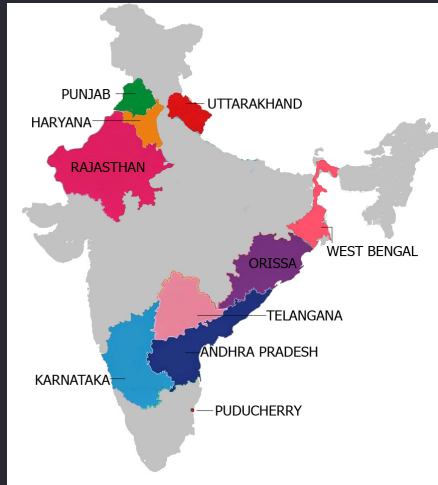 PUNJAB
UTTARAKHAND
HARYANA
RAJASTHAN
WEST BENGAL
ORISSA
TELANGANA
ANDHRA PRADESH
KARNATAKA
PUDUCHERRY